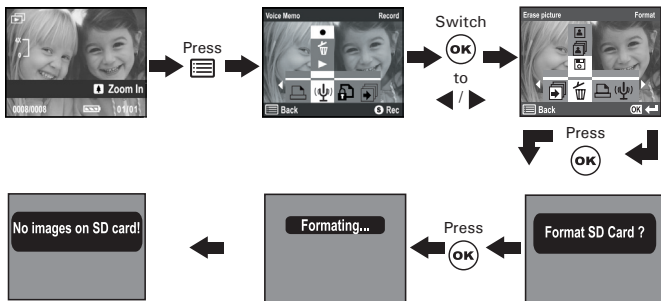 4X
Zoom In
0008/0008 01/01
Press
Voice Memo Record
Back S Rec
Switch
OK
to
/
Erase picture Format
Back OK
Press
OK
Format SD Card ?
Press
OK
Formating...
No images on SD card!